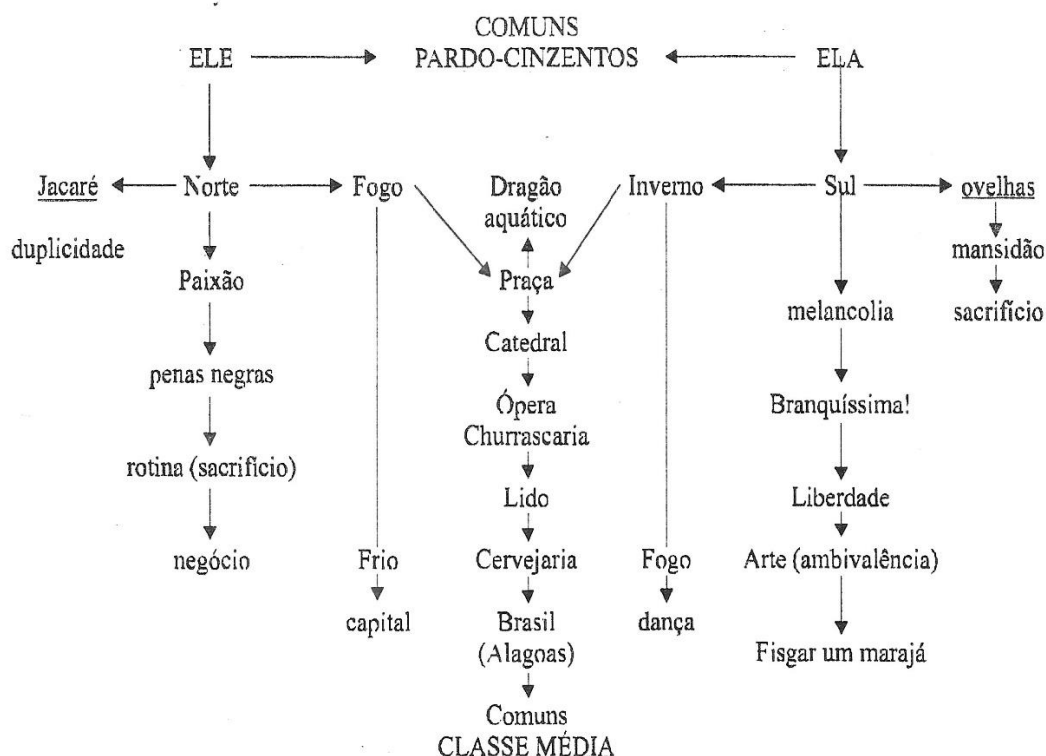 COMUNS
ELE PARDO-CINZENTOS ELA
Jacaré Norte Fogo Dragão Inverno Sul ovelhas
aquático
duplicidade mansidão
Paixão Praça
melancolia sacrifício
Catedral
penas negras
Ópera Branquíssima!
Churrascaria
rotina (sacrifício)
Lido Liberdade
negócio Frio Cervejaria Fogo Arte (ambivalência)
capital Brasil dança
(Alagoas) Fisgar um marajá
Comuns
CLASSE MÉDIA